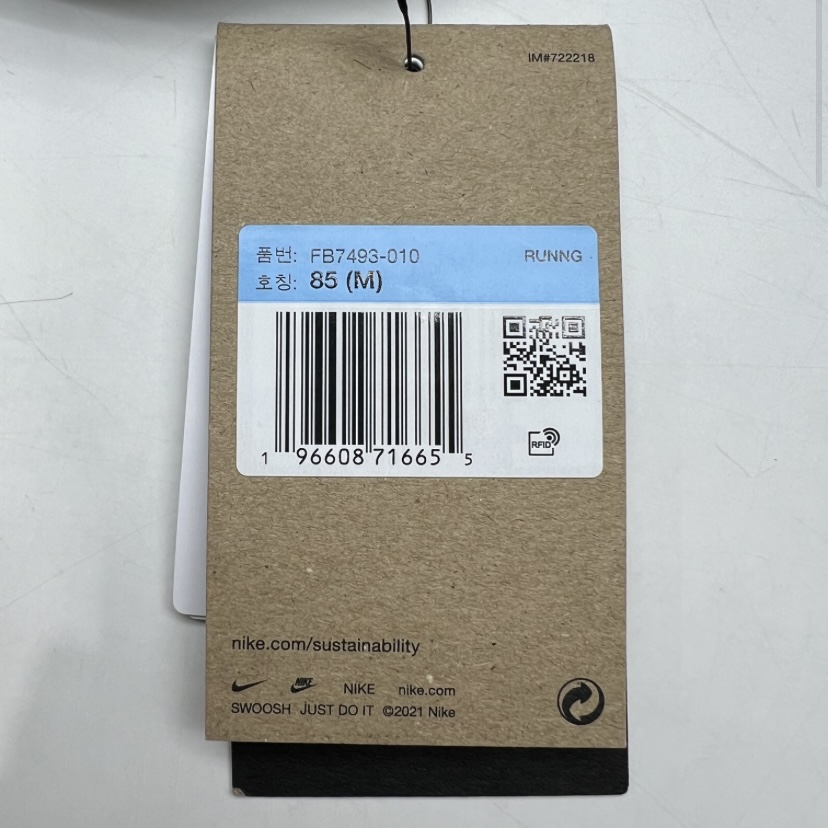 IM#722218
품번: FB7493-010 RUNNG
호칭: 85 (M)
RFID
1 96608 71665 5
nike.com/sustainability
NIKE NIKE nike.com
SWOOSH JUST DO IT ©2021 Nike